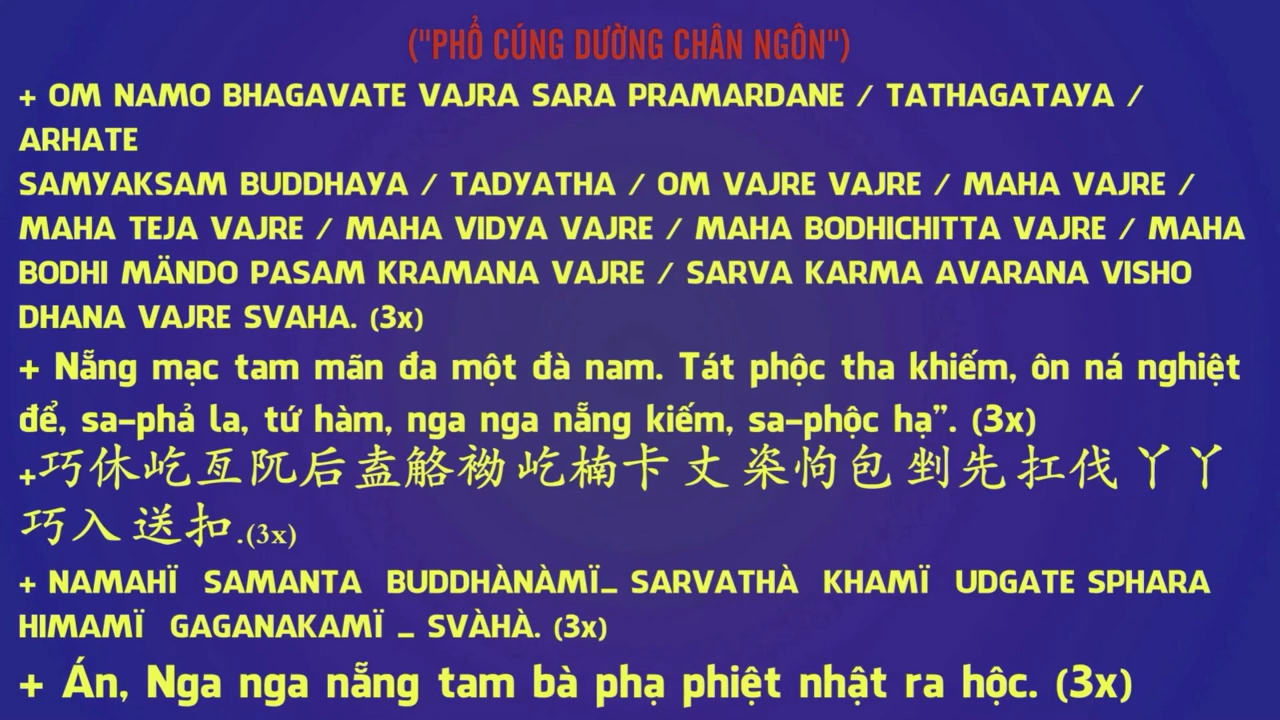 ("PHỔ CÚNG DƯỜNG CHÂN NGÔN")
+ OM NAMO BHAGAVATE VAJRA SARA PRAMARDANE / TATHAGATAYA /
ARHATE
SAMYAKSAM BUDDHAYA / TADYATHA / OM VAJRE VAJRE / MAHA VAJRE /
MAHA TEJA VAJRE / MAHA VIDYA VAJRE / MAHA BODHICHITTA VAJRE / MAHA
BODHI MÄNDO PASAM KRAMANA VAJRE / SARVA KARMA AVARANA VISHO
DHANA VAJRE SVAHA. (3x)
+ Nẵng mạc tam mãn đa một đà nam. Tát phộc tha khiếm, ôn ná nghiệt
để, sa-phả la, tứ hàm, nga nga nẵng kiếm, sa-phộc hạ”. (3x)
+巧休屹亙阢后盍觡袎屹楠卡丈 栥怐包 剉先扛伐丫丫
巧入送扣.(3x)
+ NAMAHÏ SAMANTA BUDDHÀNÀMÏ_ SARVATHÀ KHAMÏ UDGATE SPHARA
HIMAMÏ GAGANAKAMÏ _ SVÀHÀ. (3x)
+ Án, Nga nga nẵng tam bà phạ phiệt nhật ra hộc. (3x)